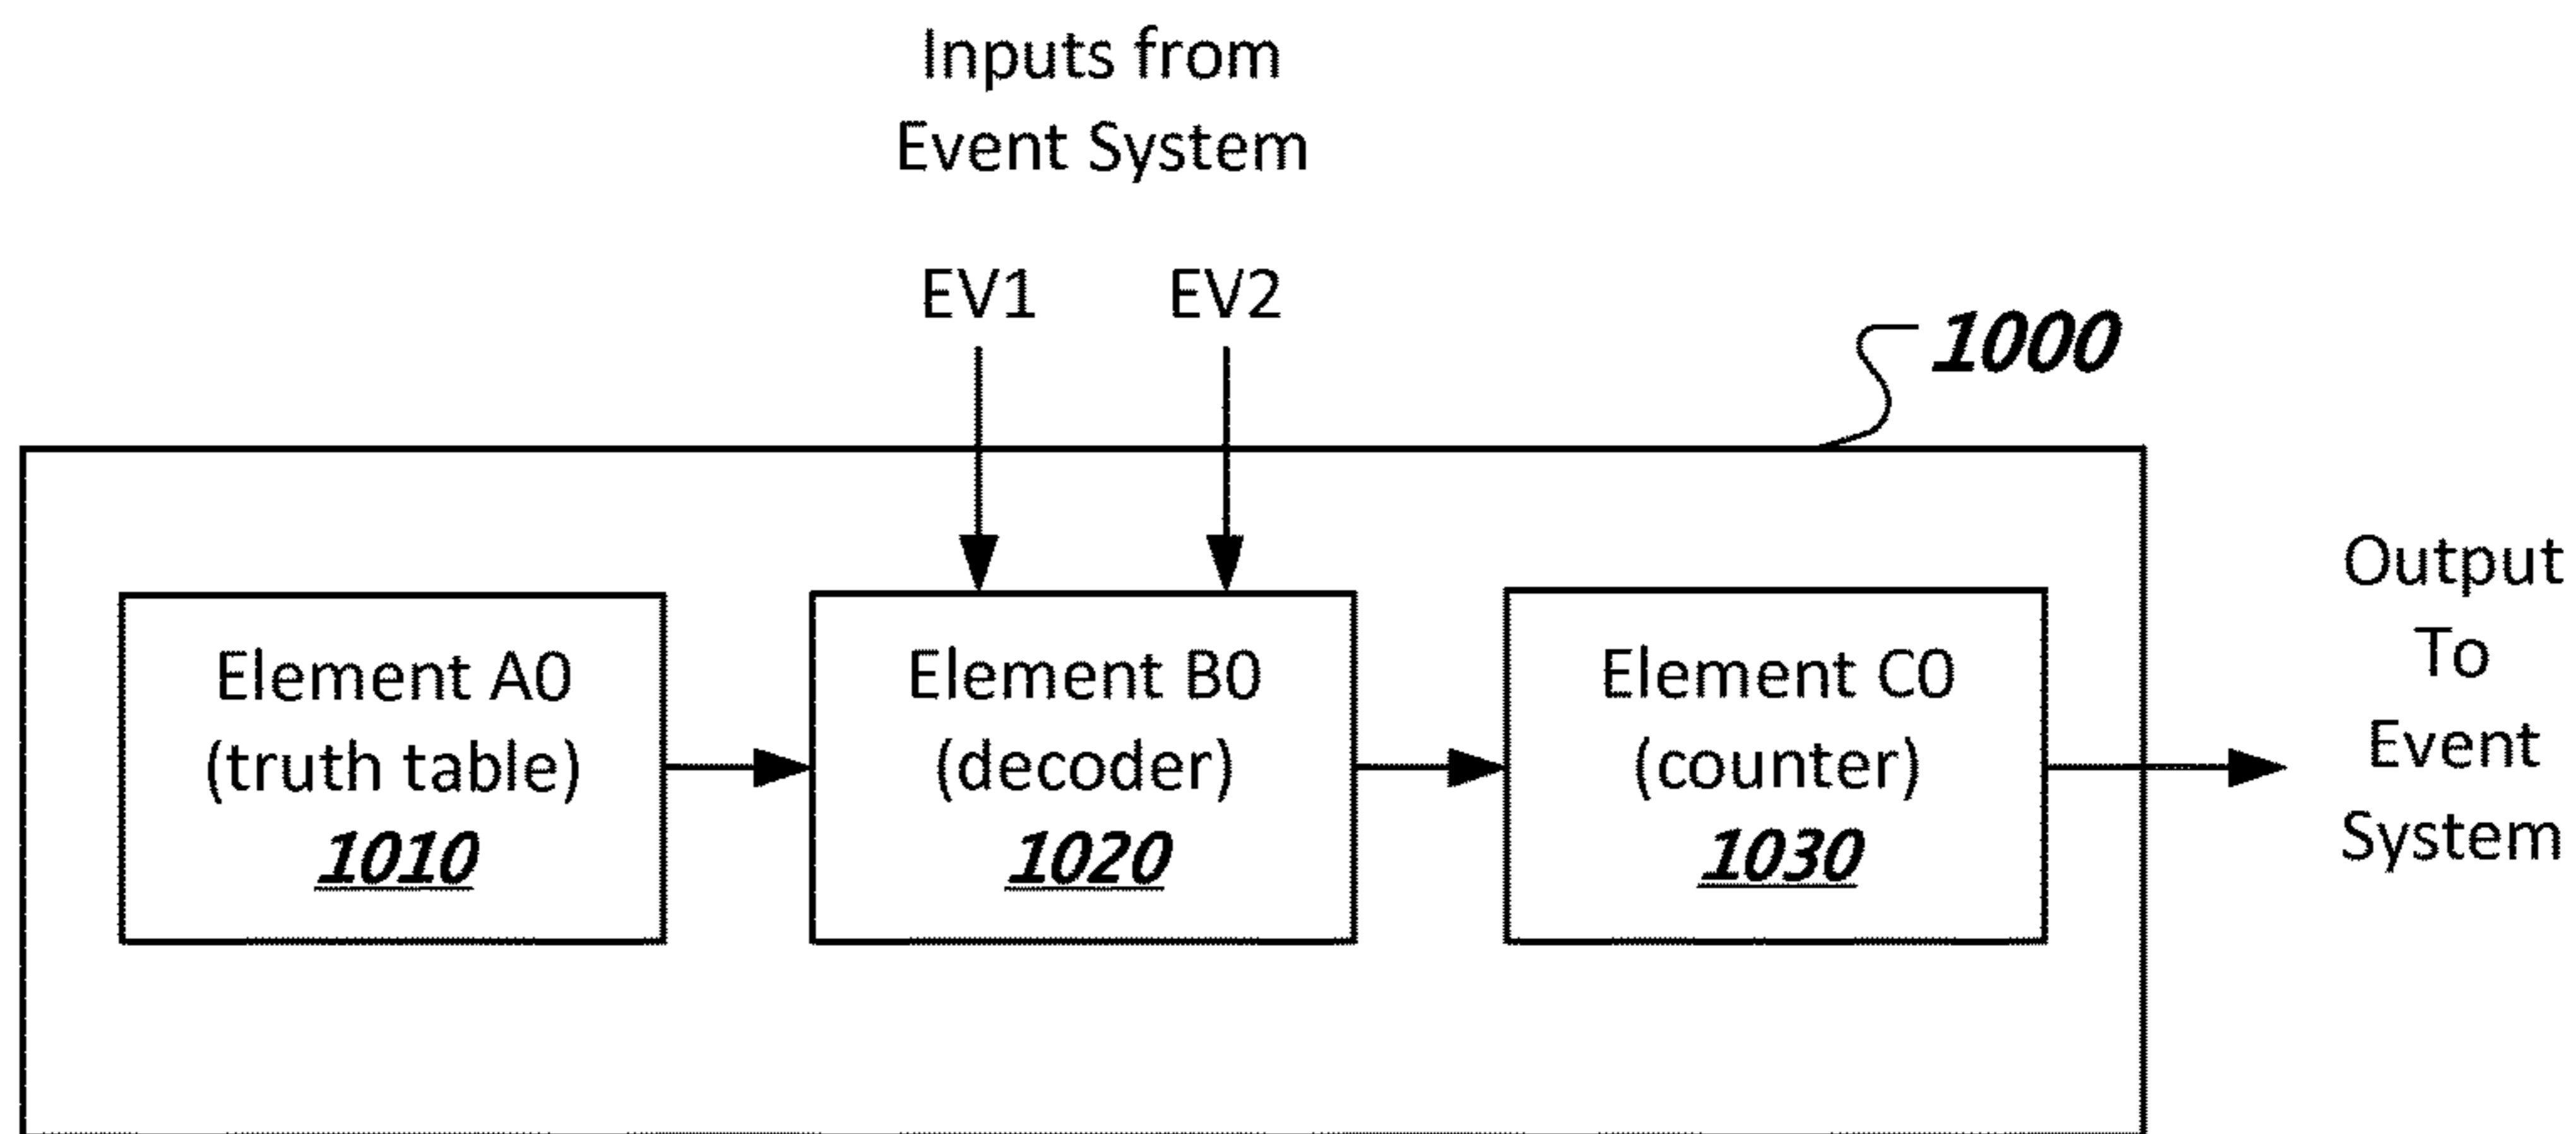 Inputs from
Event System
EV1
EV2
1000
Element A0
(truth table)
1010
Element B0
(decoder)
1020
Element C0
(counter)
1030
Output
To
Event
System